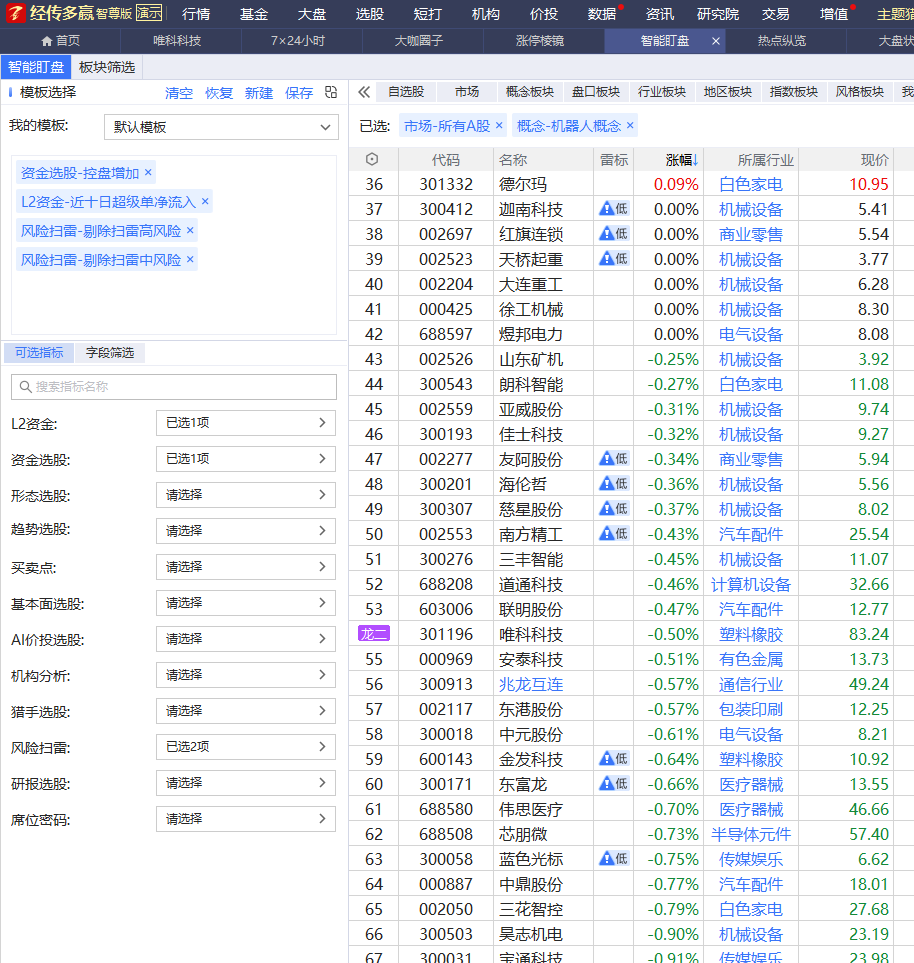 经传多赢 智尊版 演示 行情 基金 大盘 选股 短打 机构 价投 数据 资讯 研究院 交易 增值 主题猎
首页 唯科科技 7×24小时 大咖圈子 涨停棱镜 智能盯盘 × 热点纵览 大盘状
智能盯盘 板块筛选
模板选择 清空 恢复 新建 保存
我的模板: 默认模板
资金选股-控盘增加 ×
L2资金-近十日超级单净流入 ×
风险扫雷-剔除扫雷高风险 ×
风险扫雷-剔除扫雷中风险 ×
可选指标 字段筛选
搜索指标名称
L2资金: 已选1项
资金选股: 已选1项
形态选股: 请选择
趋势选股: 请选择
买卖点: 请选择
基本面选股: 请选择
AI价投选股: 请选择
机构分析: 请选择
猎手选股: 请选择
风险扫雷: 已选2项
研报选股: 请选择
席位密码: 请选择
自选股 市场 概念板块 盘口板块 行业板块 地区板块 指数板块 风格板块 我
已选: 市场-所有A股 × 概念-机器人概念 ×
代码 名称 雷标 涨幅↓ 所属行业 现价
36 301332 德尔玛 0.09% 白色家电 10.95
37 300412 迦南科技 低 0.00% 机械设备 5.41
38 002697 红旗连锁 低 0.00% 商业零售 5.54
39 002523 天桥起重 低 0.00% 机械设备 3.77
40 002204 大连重工 0.00% 机械设备 6.28
41 000425 徐工机械 0.00% 机械设备 8.30
42 688597 煜邦电力 0.00% 电气设备 8.08
43 002526 山东矿机 -0.25% 机械设备 3.92
44 300543 朗科智能 -0.27% 白色家电 11.08
45 002559 亚威股份 -0.31% 机械设备 9.74
46 300193 佳士科技 -0.32% 机械设备 9.27
47 002277 友阿股份 低 -0.34% 商业零售 5.94
48 300201 海伦哲 低 -0.36% 机械设备 5.56
49 300307 慈星股份 低 -0.37% 机械设备 8.02
50 002553 南方精工 低 -0.43% 汽车配件 25.54
51 300276 三丰智能 -0.45% 机械设备 11.07
52 688208 道通科技 -0.46% 计算机设备 32.66
53 603006 联明股份 -0.47% 汽车配件 12.77
龙二 301196 唯科科技 -0.50% 塑料橡胶 83.24
55 000969 安泰科技 -0.51% 有色金属 13.73
56 300913 兆龙互连 -0.57% 通信行业 49.24
57 002117 东港股份 -0.57% 包装印刷 12.25
58 300018 中元股份 -0.61% 电气设备 8.21
59 600143 金发科技 低 -0.64% 塑料橡胶 10.92
60 300171 东富龙 低 -0.66% 医疗器械 13.55
61 688580 伟思医疗 -0.70% 医疗器械 46.66
62 688508 芯朋微 -0.73% 半导体元件 57.40
63 300058 蓝色光标 低 -0.75% 传媒娱乐 6.62
64 000887 中鼎股份 -0.77% 汽车配件 18.01
65 002050 三花智控 -0.79% 白色家电 27.68
66 300503 昊志机电 -0.90% 机械设备 23.19
67 300031 宝通科技 -0.91% 传媒娱乐 23.98